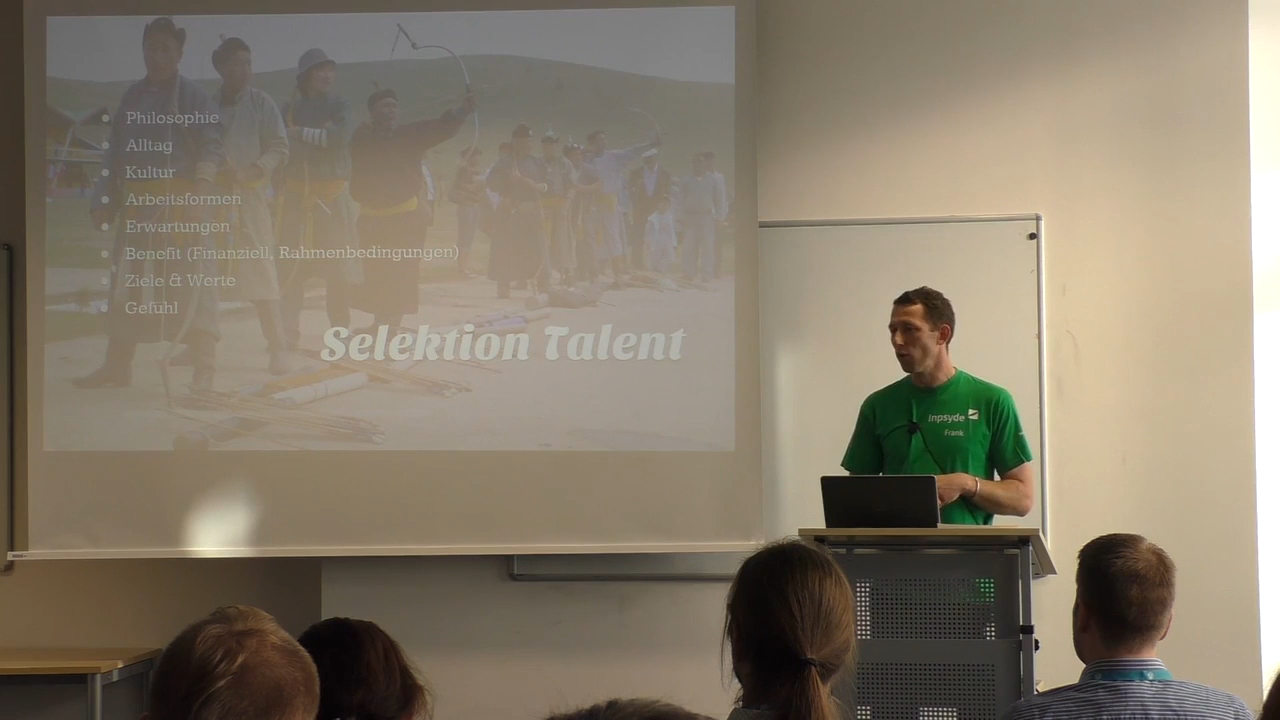 Philosophie
Alltag
Kultur
Arbeitsformen
Erwartungen
Benefit (Finanziell, Rahmenbedingungen)
Ziele & Werte
Gefühl
Selektion Talent
inpsyde
Frank